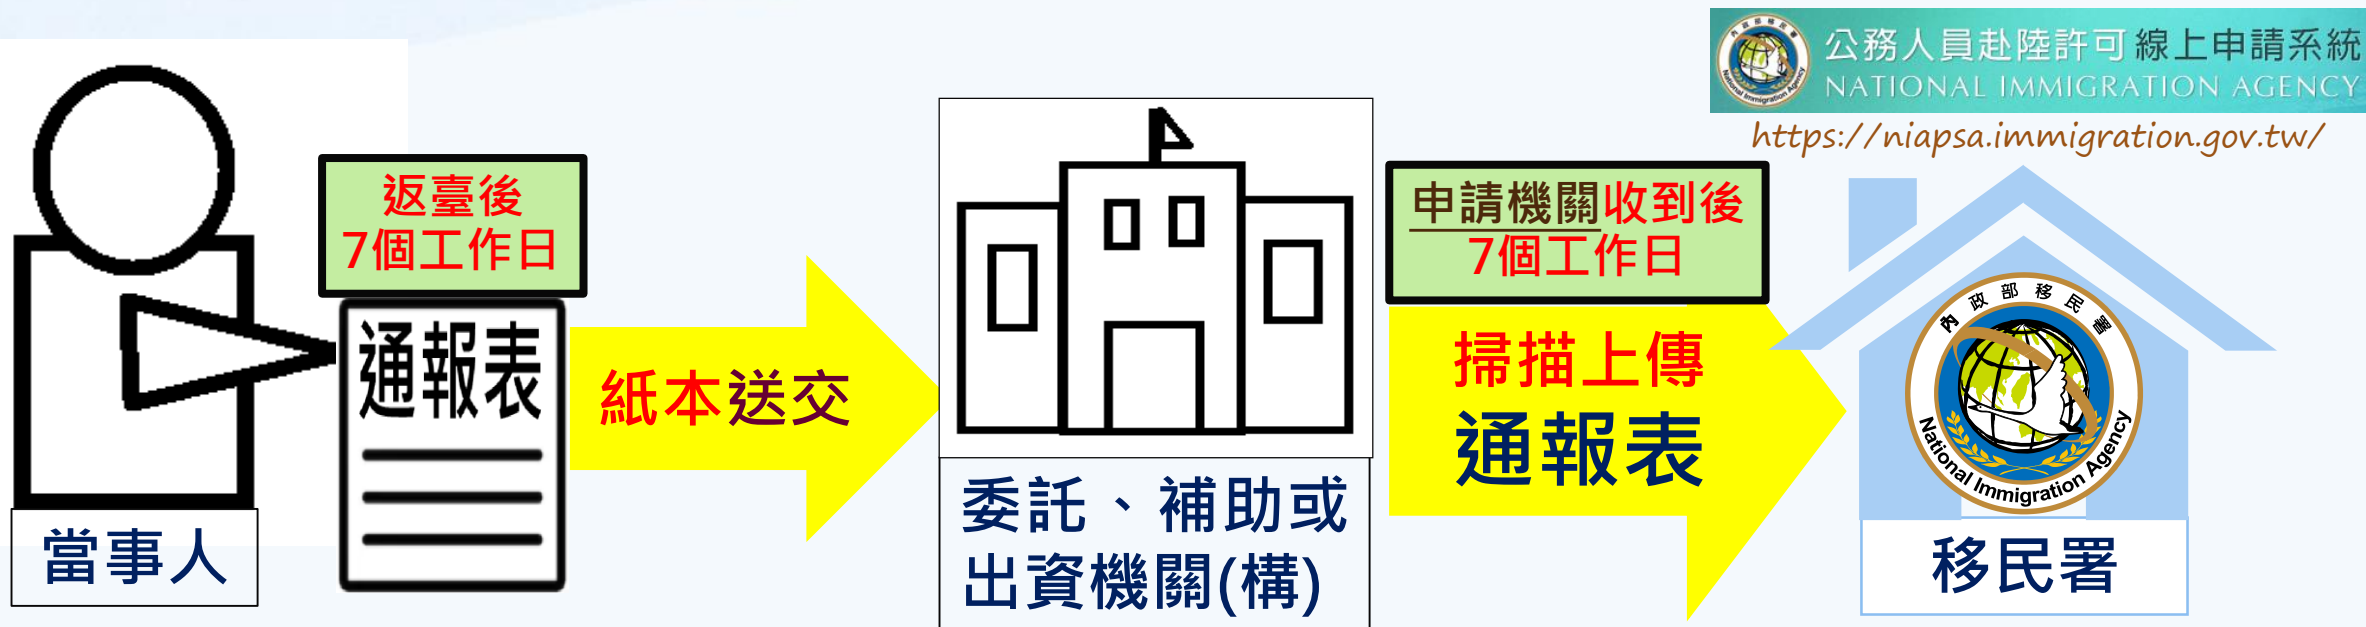 公務人員赴陸許可線上申請系統
NATIONAL IMMIGRATION AGENCY
https://niapsa.immigration.gov.tw/
返臺後
7個工作日
通報表
當事人
紙本送交
委託、補助或
出資機關(構)
申請機關收到後
7個工作日
掃描上傳
通報表
內政部移民署
National Immigration Agency
移民署